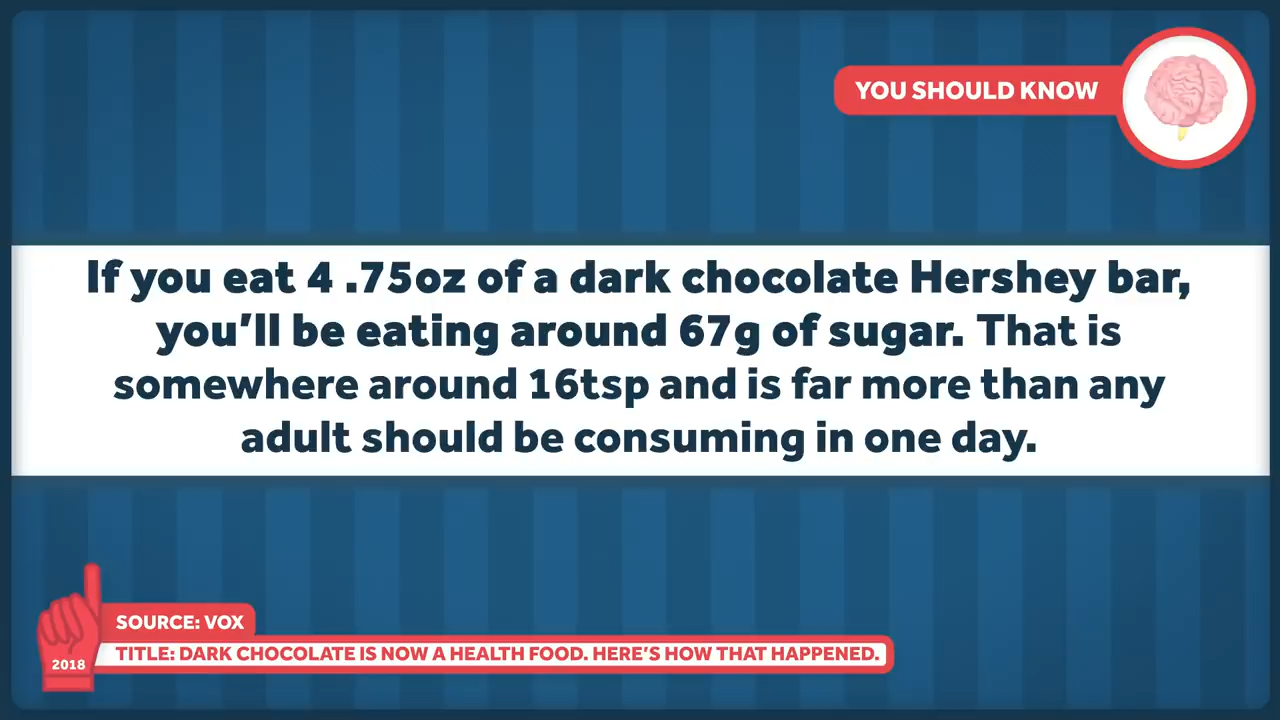 YOU SHOULD KNOW
If you eat 4 .75oz of a dark chocolate Hershey bar,
you’ll be eating around 67g of sugar. That is
somewhere around 16tsp and is far more than any
adult should be consuming in one day.
SOURCE: VOX
2018
TITLE: DARK CHOCOLATE IS NOW A HEALTH FOOD. HERE’S HOW THAT HAPPENED.